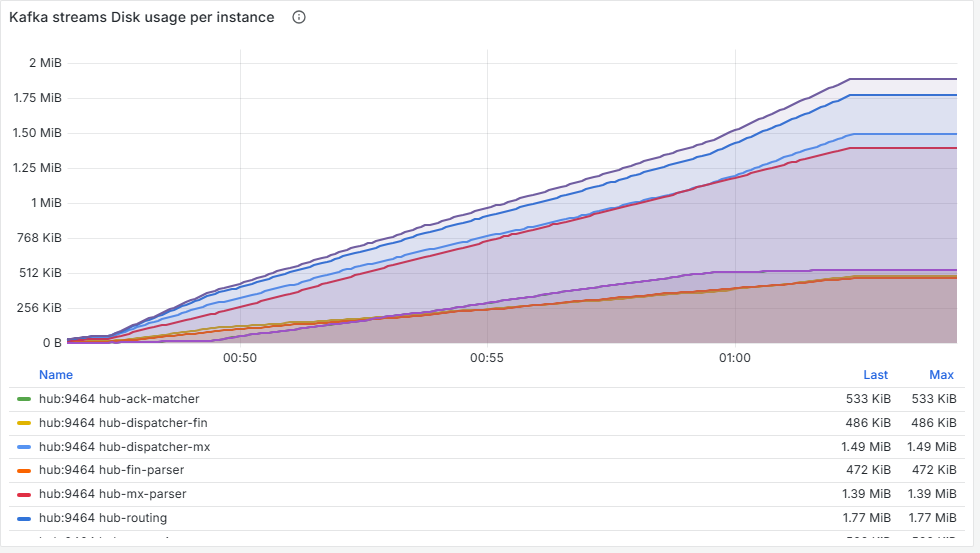 Kafka streams Disk usage per instance
2 MiB
1.75 MiB
1.50 MiB
1.25 MiB
1 MiB
768 KiB
512 KiB
256 KiB
0 B
00:50 00:55 01:00
Name Last Max
hub:9464 hub-ack-matcher 533 KiB 533 KiB
hub:9464 hub-dispatcher-fin 486 KiB 486 KiB
hub:9464 hub-dispatcher-mx 1.49 MiB 1.49 MiB
hub:9464 hub-fin-parser 472 KiB 472 KiB
hub:9464 hub-mx-parser 1.39 MiB 1.39 MiB
hub:9464 hub-routing 1.77 MiB 1.77 MiB